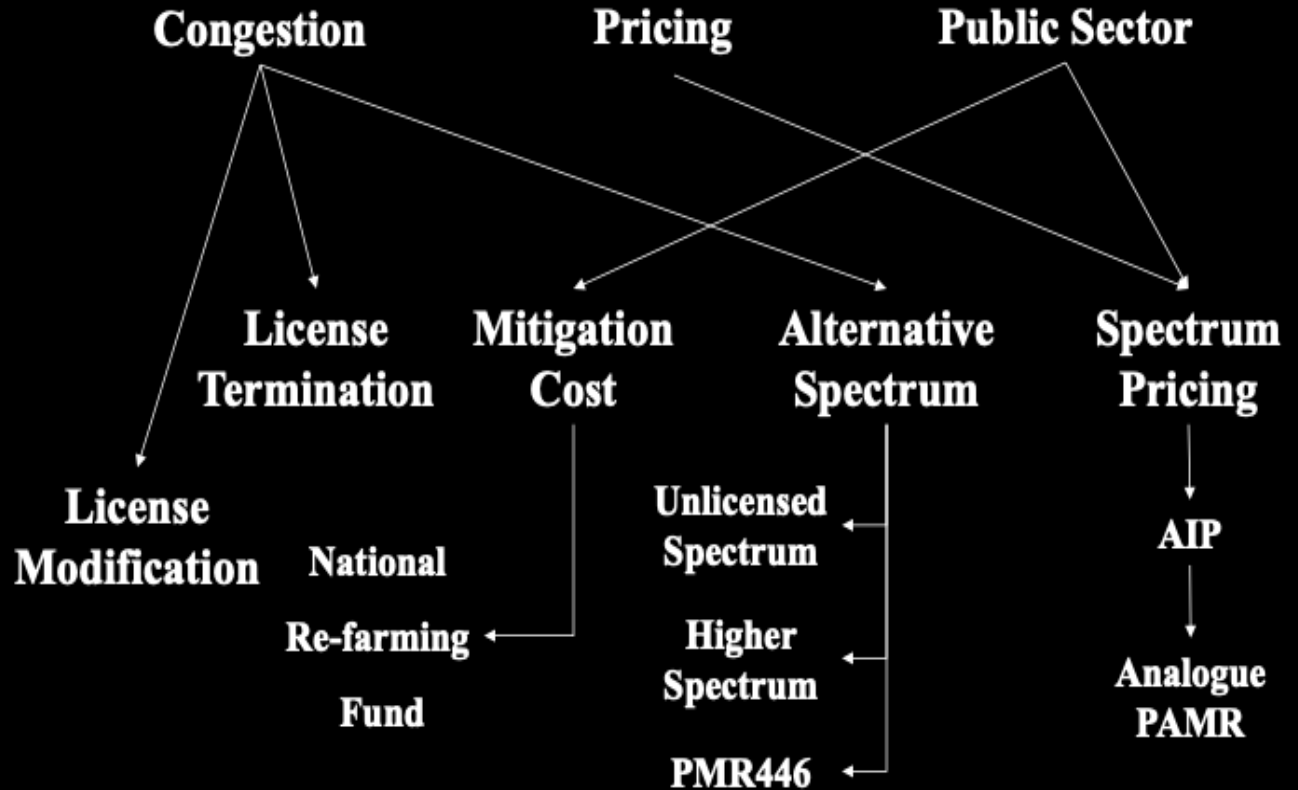 Congestion
Pricing
Public Sector
License
Termination
Mitigation
Cost
Alternative
Spectrum
Spectrum
Pricing
License
Modification
National
Re-farming
Fund
Unlicensed
Spectrum
Higher
Spectrum
PMR446
AIP
Analogue
PAMR